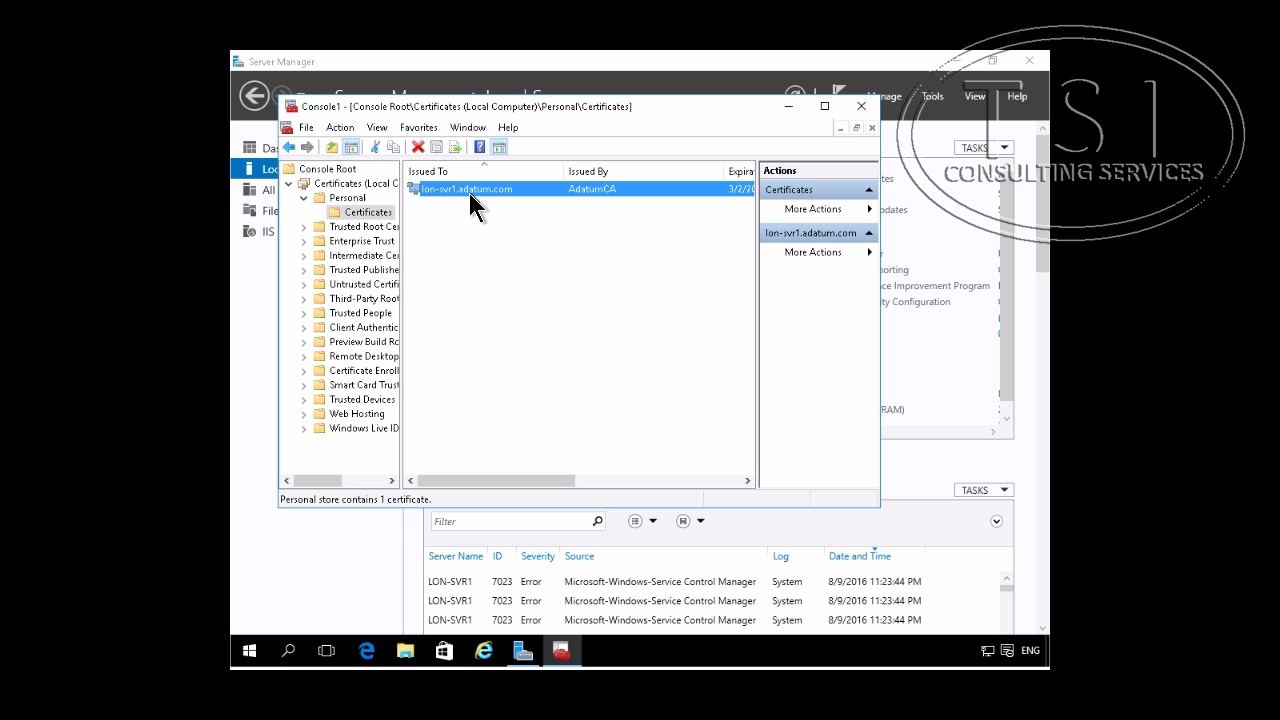 Server Manager
TSI
CONSULTING SERVICES
Manage Tools View Help
Console1 - [Console Root\Certificates (Local Computer)\Personal\Certificates]
File Action View Favorites Window Help
Console Root
Certificates (Local C
Personal
Certificates
Trusted Root Cer
Enterprise Trust
Intermediate Cer
Trusted Publishe
Untrusted Certifi
Third-Party Root
Trusted People
Client Authentic
Preview Build Ro
Remote Desktop
Certificate Enroll
Smart Card Trust
Trusted Devices
Web Hosting
Windows Live ID
Issued To Issued By Expira
lon-svr1.adatum.com AdatumCA 3/2/20
Actions
Certificates
More Actions
lon-svr1.adatum.com
More Actions
Personal store contains 1 certificate.
Da
Loc
All
File
IIS
TASKS
ates
pdates
orting
ce Improvement Program
ty Configuration
RAM)
TASKS
Filter
Server Name ID Severity Source Log Date and Time
LON-SVR1 7023 Error Microsoft-Windows-Service Control Manager System 8/9/2016 11:23:44 PM
LON-SVR1 7023 Error Microsoft-Windows-Service Control Manager System 8/9/2016 11:23:44 PM
LON-SVR1 7023 Error Microsoft-Windows-Service Control Manager System 8/9/2016 11:23:44 PM
ENG